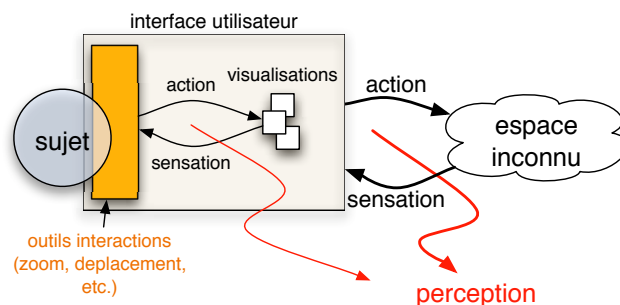 interface utilisateur
action
visualisations
action
sujet
sensation
espace
inconnu
sensation
outils interactions
(zoom, deplacement,
etc.)
perception